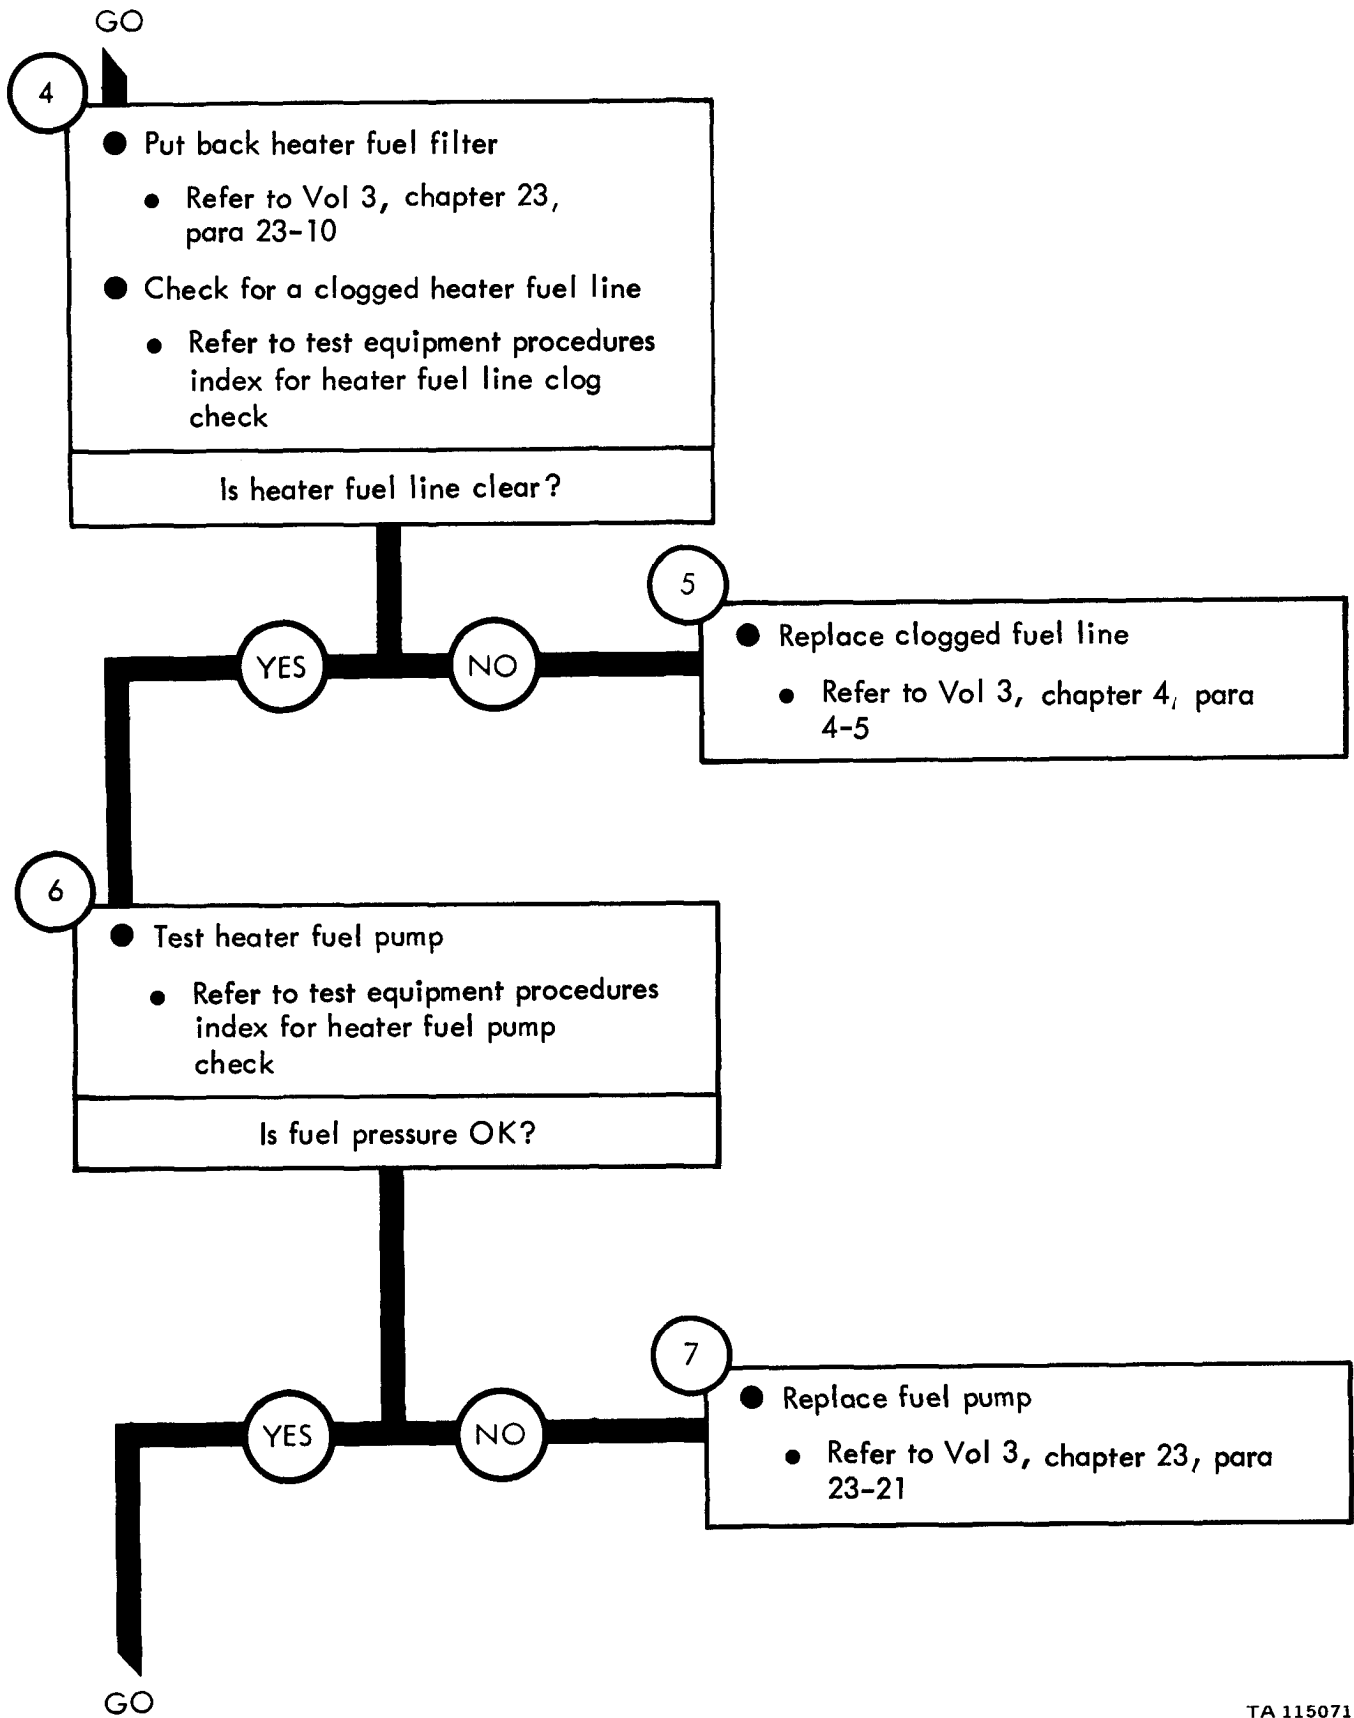 GO
4
● Put back heater fuel filter
● Refer to Vol 3, chapter 23,
para 23-10
● Check for a clogged heater fuel line
● Refer to test equipment procedures
index for heater fuel line clog
check
Is heater fuel line clear?
YES
NO
5
● Replace clogged fuel line
● Refer to Vol 3, chapter 4, para
4-5
6
● Test heater fuel pump
● Refer to test equipment procedures
index for heater fuel pump
check
Is fuel pressure OK?
YES
NO
7
● Replace fuel pump
● Refer to Vol 3, chapter 23, para
23-21
GO
TA 115071